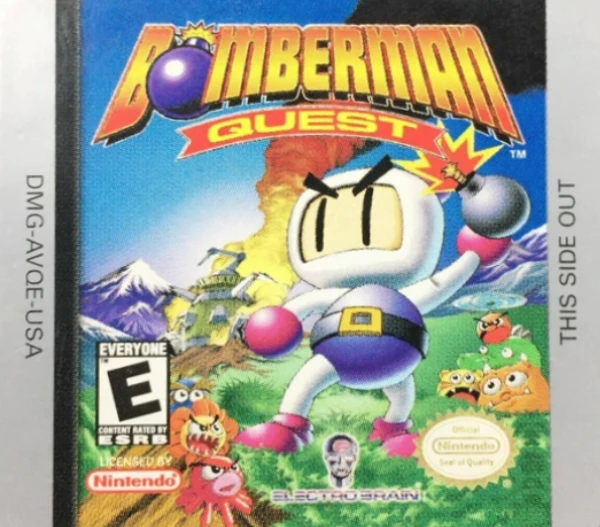 BOMBERMAN
QUEST
TM
DMG-AVQE-USA
THIS SIDE OUT
EVERYONE
E
CONTENT RATED BY
ESRB
LICENSED BY
Nintendo
ELECTRO BRAIN
Official
Nintendo
Seal of Quality